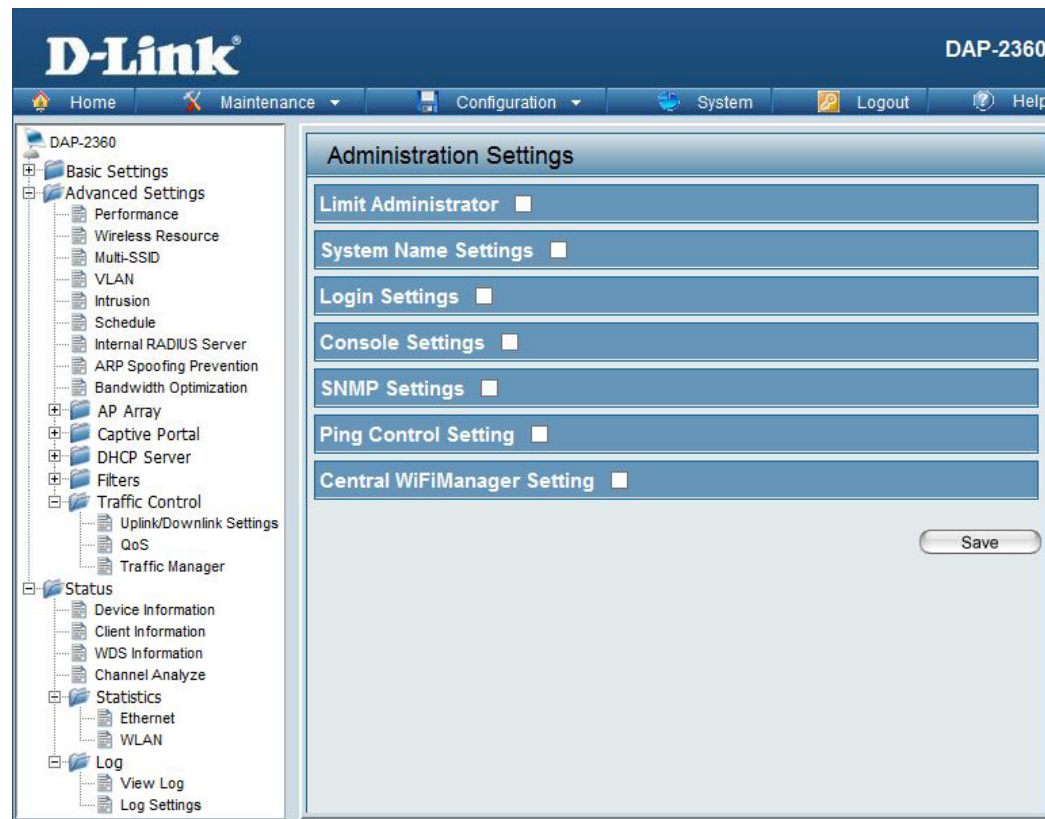 D-Link®
DAP-2360
Home
Maintenance
Configuration
System
Logout
Help
DAP-2360
Basic Settings
Advanced Settings
Performance
Wireless Resource
Multi-SSID
VLAN
Intrusion
Schedule
Internal RADIUS Server
ARP Spoofing Prevention
Bandwidth Optimization
AP Array
Captive Portal
DHCP Server
Filters
Traffic Control
Uplink/Downlink Settings
QoS
Traffic Manager
Status
Device Information
Client Information
WDS Information
Channel Analyze
Statistics
Ethernet
WLAN
Log
View Log
Log Settings
Administration Settings
Limit Administrator
System Name Settings
Login Settings
Console Settings
SNMP Settings
Ping Control Setting
Central WiFiManager Setting
Save